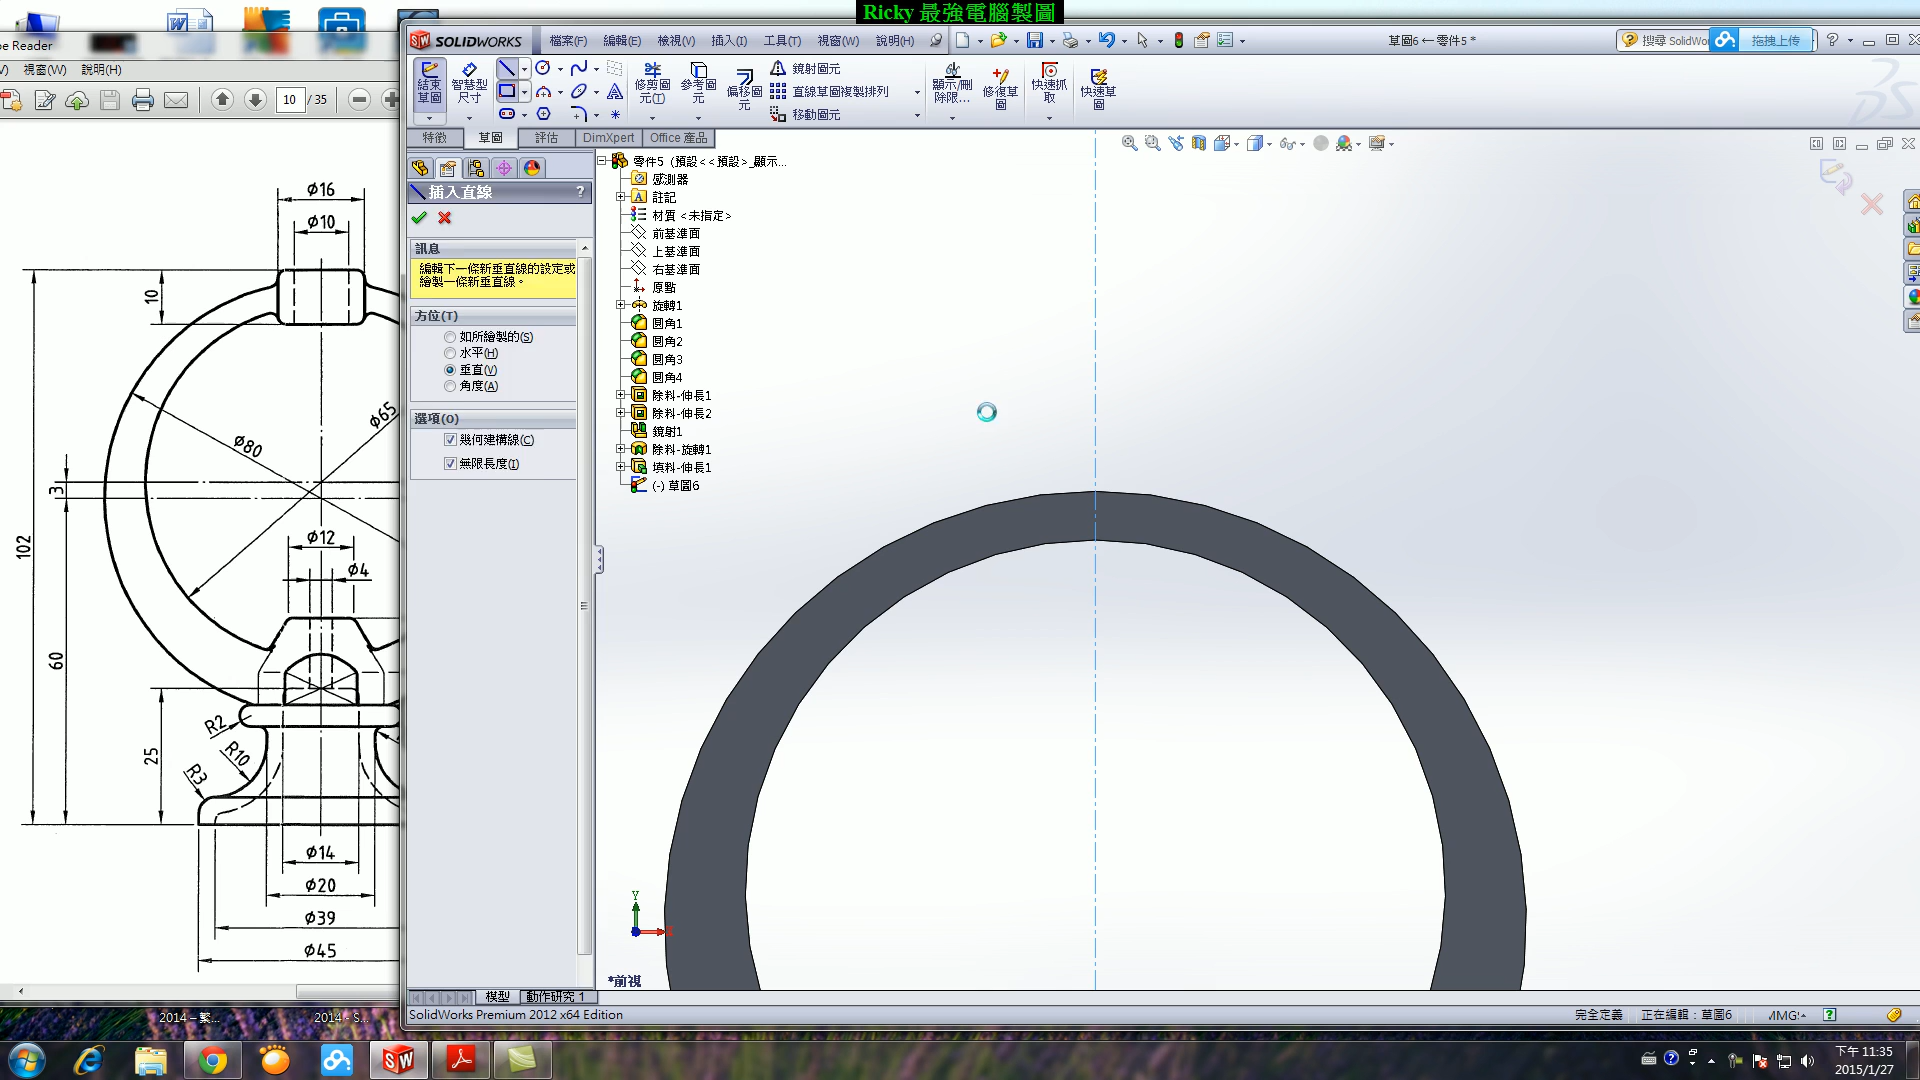 Ricky 最強電腦製圖
be Reader
視窗(W) 說明(H)
10 / 35
SOLIDWORKS 檔案(F) 編輯(E) 檢視(V) 插入(I) 工具(T) 視窗(W) 說明(H)
草圖6 ← 零件5 *
搜尋 SolidWor
拖拽上传
結束草圖
智慧型尺寸
修剪圖元(T)
參考圖元
偏移圖元
鏡射圖元
直線草圖複製排列
移動圖元
顯示/刪除限...
修復草圖
快速抓取
快速草圖
特徵 草圖 評估 DimXpert Office 產品
插入直線 ?
訊息
編輯下一條新垂直線的設定或
繪製一條新垂直線。
方位(T)
如所繪製的(S)
水平(H)
垂直(V)
角度(A)
選項(O)
幾何建構線(C)
無限長度(I)
零件5 (預設<<預設>_顯示...
感測器
註記
材質 <未指定>
前基準面
上基準面
右基準面
原點
旋轉1
圓角1
圓角2
圓角3
圓角4
除料-伸長1
除料-伸長2
鏡射1
除料-旋轉1
填料-伸長1
(-) 草圖6
ϕ16
ϕ10
10
ϕ65
ϕ80
3
102
ϕ12
ϕ4
60
R2
R10
R3
25
ϕ14
ϕ20
ϕ39
ϕ45
Y
*前視
模型 動作研究 1
SolidWorks Premium 2012 x64 Edition
完全定義 正在編輯：草圖6
2014 – 繁...
2014 - S...
下午 11:35
2015/1/27